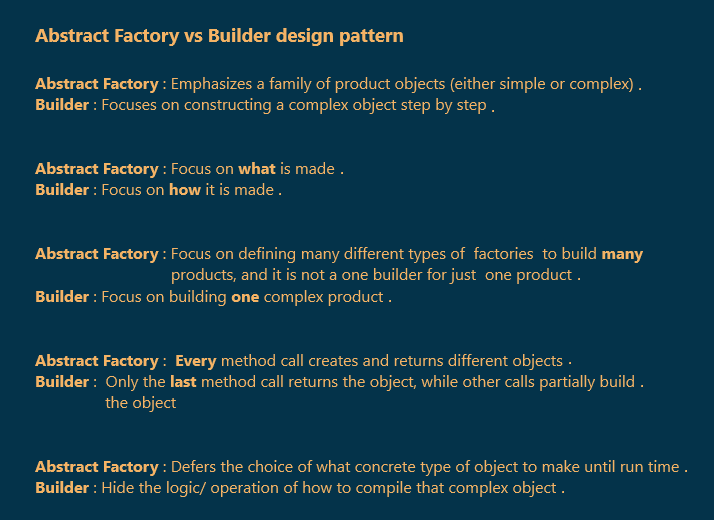 Abstract Factory vs Builder design pattern
Abstract Factory : Emphasizes a family of product objects (either simple or complex) .
Builder : Focuses on constructing a complex object step by step .
Abstract Factory : Focus on what is made .
Builder : Focus on how it is made .
Abstract Factory : Focus on defining many different types of factories to build many
products, and it is not a one builder for just one product .
Builder : Focus on building one complex product .
Abstract Factory : Every method call creates and returns different objects .
Builder : Only the last method call returns the object, while other calls partially build .
the object
Abstract Factory : Defers the choice of what concrete type of object to make until run time .
Builder : Hide the logic/ operation of how to compile that complex object .